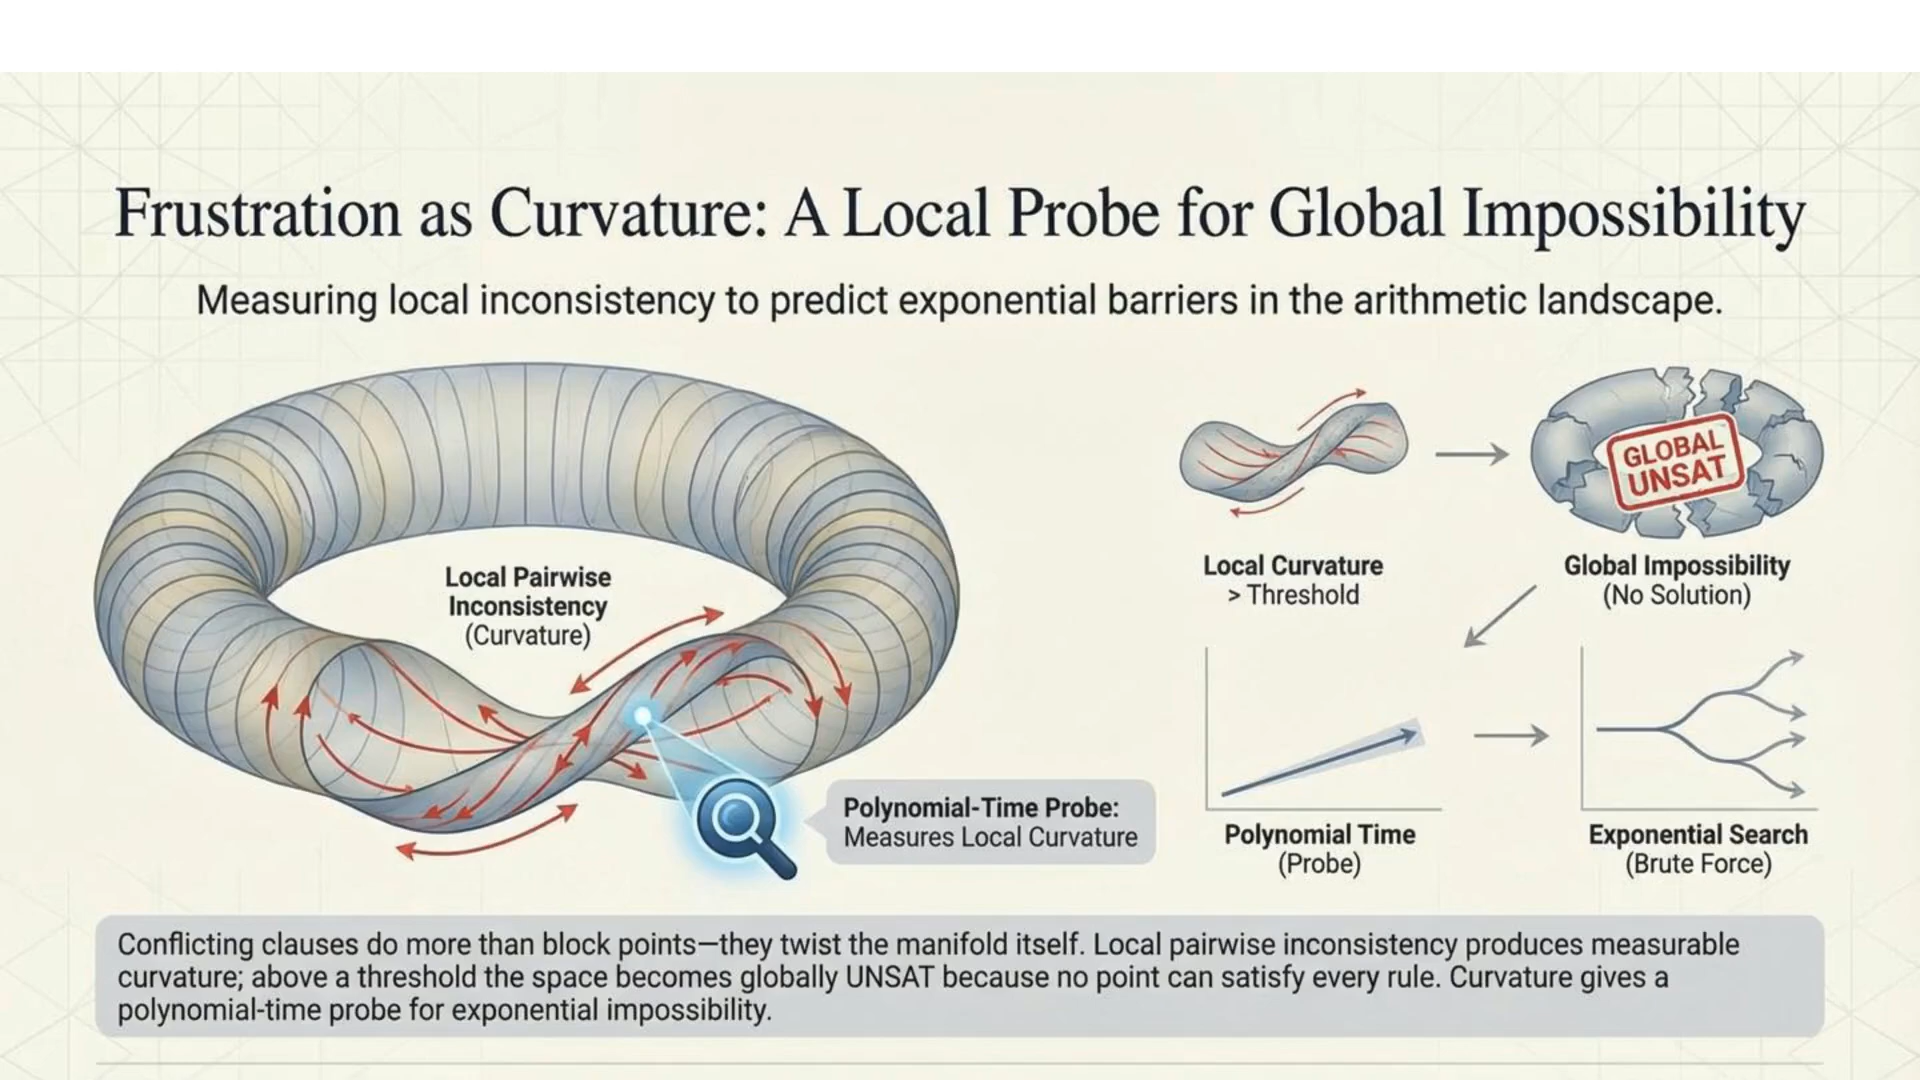 Frustration as Curvature: A Local Probe for Global Impossibility
Measuring local inconsistency to predict exponential barriers in the arithmetic landscape.
Local Pairwise
Inconsistency
(Curvature)
Polynomial-Time Probe:
Measures Local Curvature
GLOBAL
UNSAT
Local Curvature
> Threshold
Global Impossibility
(No Solution)
Polynomial Time
(Probe)
Exponential Search
(Brute Force)
Conflicting clauses do more than block points—they twist the manifold itself. Local pairwise inconsistency produces measurable
curvature; above a threshold the space becomes globally UNSAT because no point can satisfy every rule. Curvature gives a
polynomial-time probe for exponential impossibility.